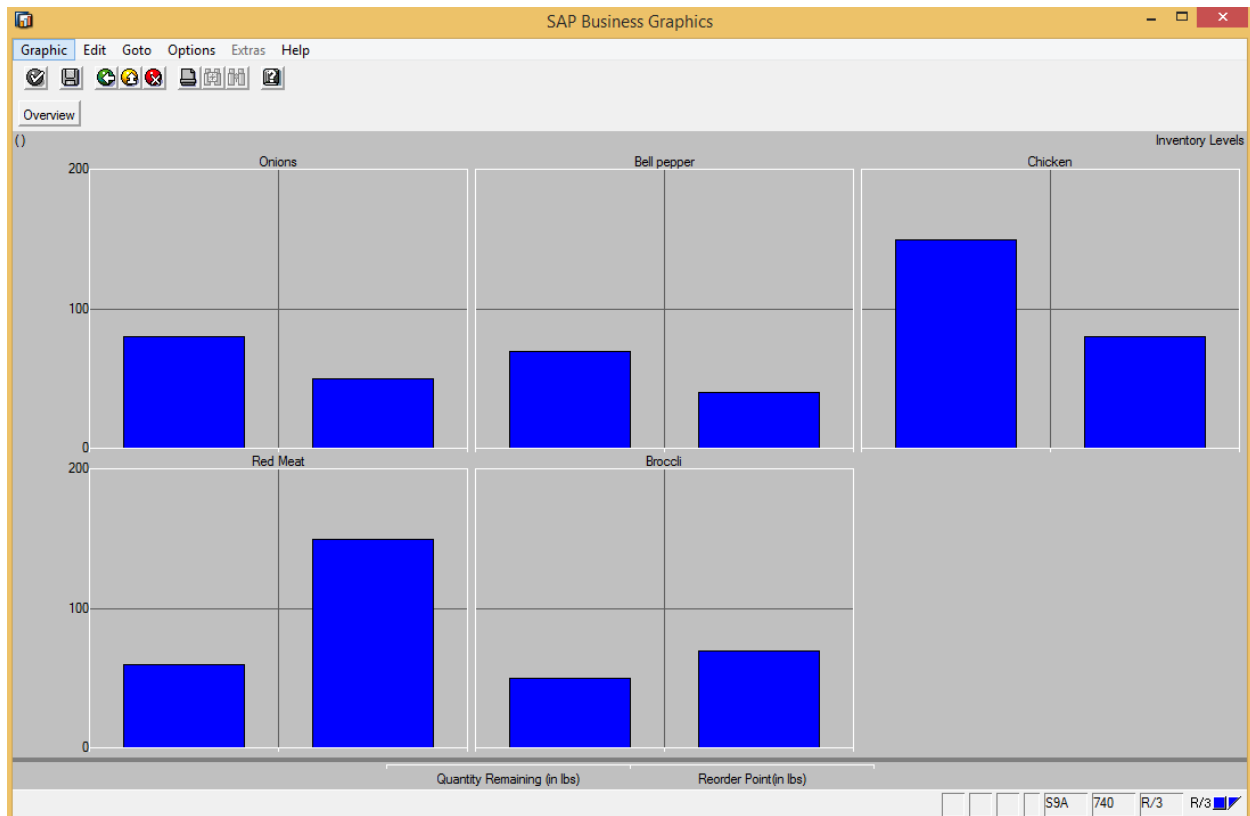 SAP Business Graphics
Graphic Edit Goto Options Extras Help
Overview
() Inventory Levels
Onions Bell pepper Chicken
200
100
0
Red Meat Broccli
200
100
0
Quantity Remaining (in lbs) Reorder Point(in lbs)
S9A 740 R/3 R/3